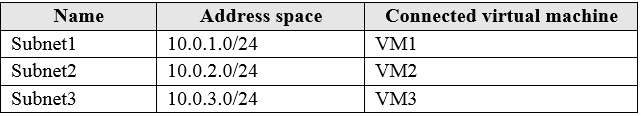 Name Address space Connected virtual machine
Subnet1 10.0.1.0/24 VM1
Subnet2 10.0.2.0/24 VM2
Subnet3 10.0.3.0/24 VM3